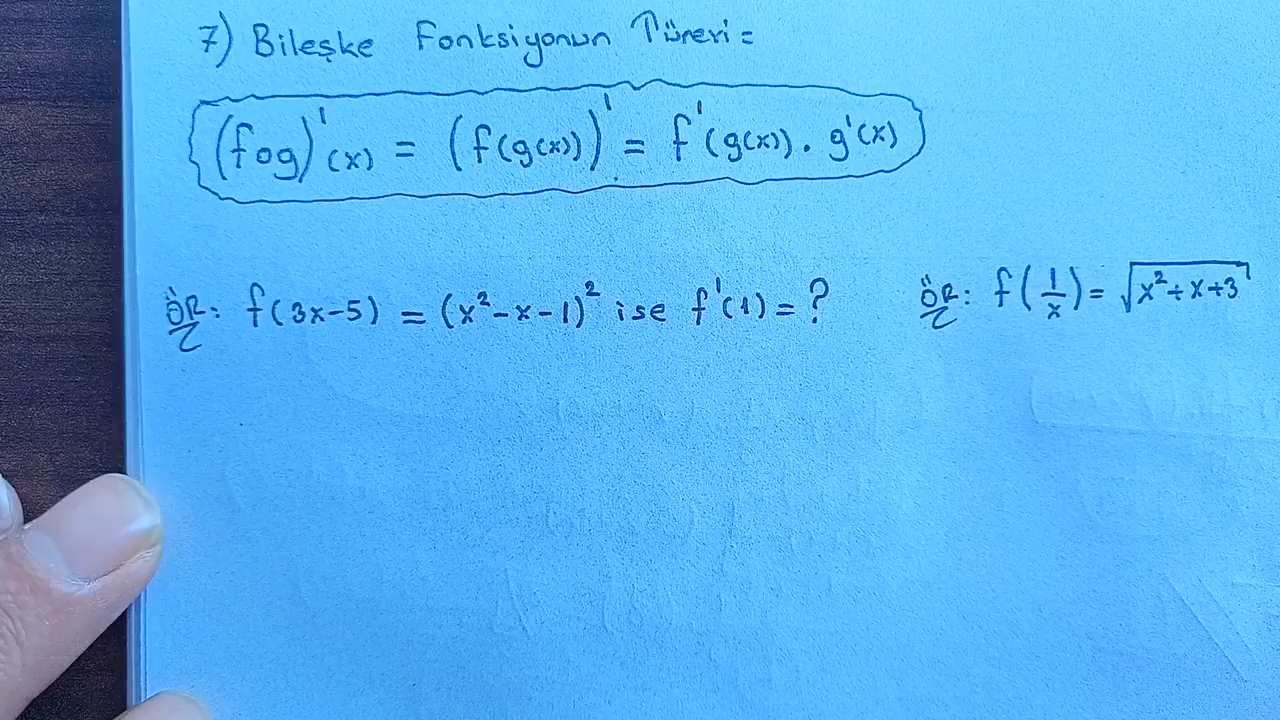 7) Bileşke Fonksiyonun Türevi=
(fog)'(x) = (f(g(x)))' = f'(g(x)). g'(x)
ÖR: f(3x-5) = (x²-x-1)² ise f'(1)=?
ÖR: f(1/x)= √(x²+x+3)